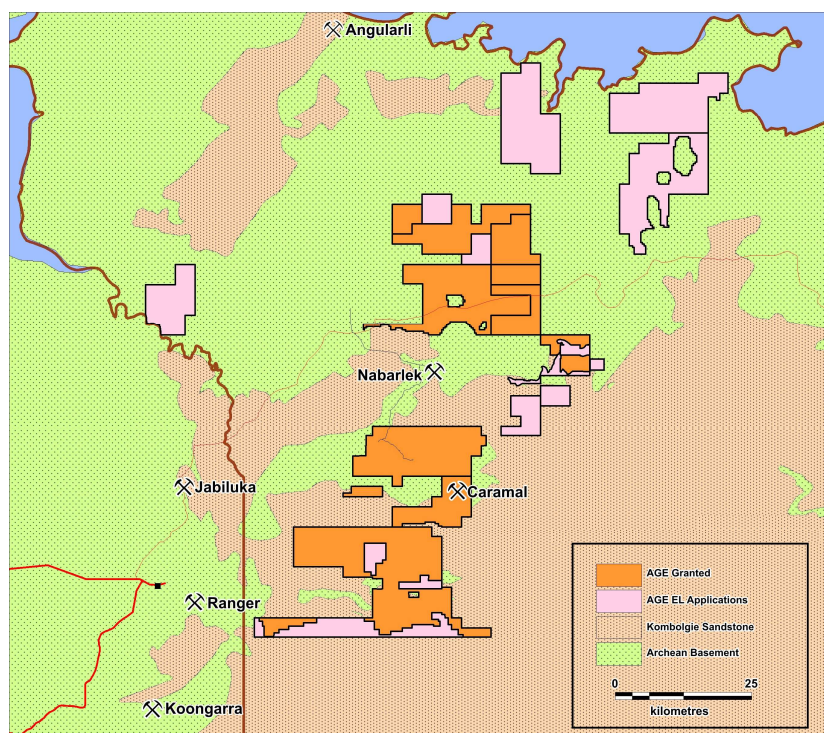 Angularli
Nabarlek
Jabiluka
Caramal
Ranger
Koongarra
AGE Granted
AGE EL Applications
Kombolgie Sandstone
Archean Basement
0 25
kilometres